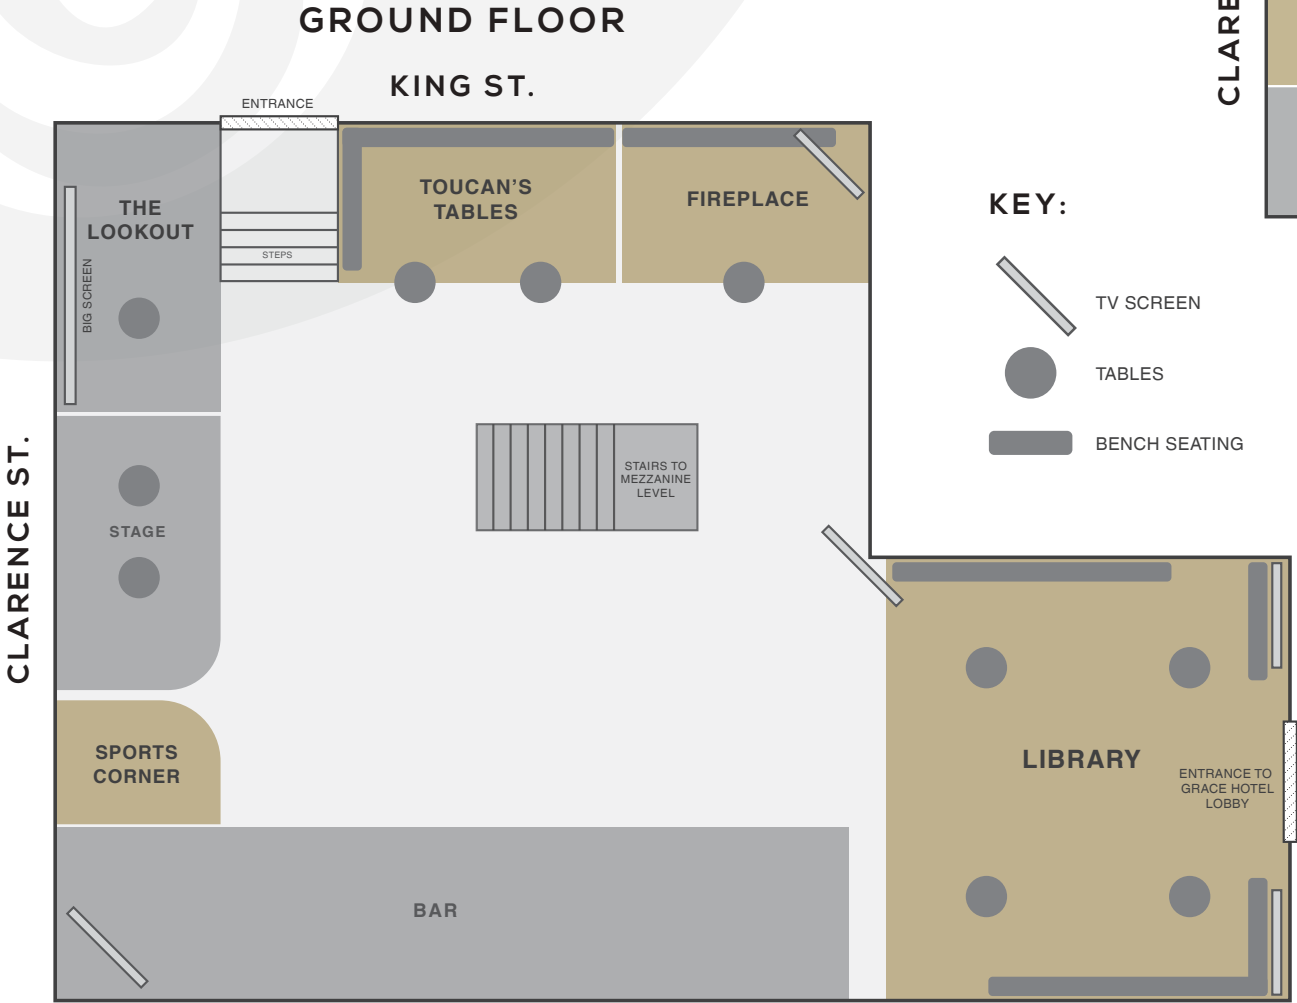 GROUND FLOOR
KING ST.
CLARE
ENTRANCE
THE
LOOKOUT
BIG SCREEN
STEPS
TOUCAN'S
TABLES
FIREPLACE
KEY:
TV SCREEN
TABLES
BENCH SEATING
CLARENCE ST.
STAGE
STAIRS TO
MEZZANINE
LEVEL
SPORTS
CORNER
LIBRARY
ENTRANCE TO
GRACE HOTEL
LOBBY
BAR